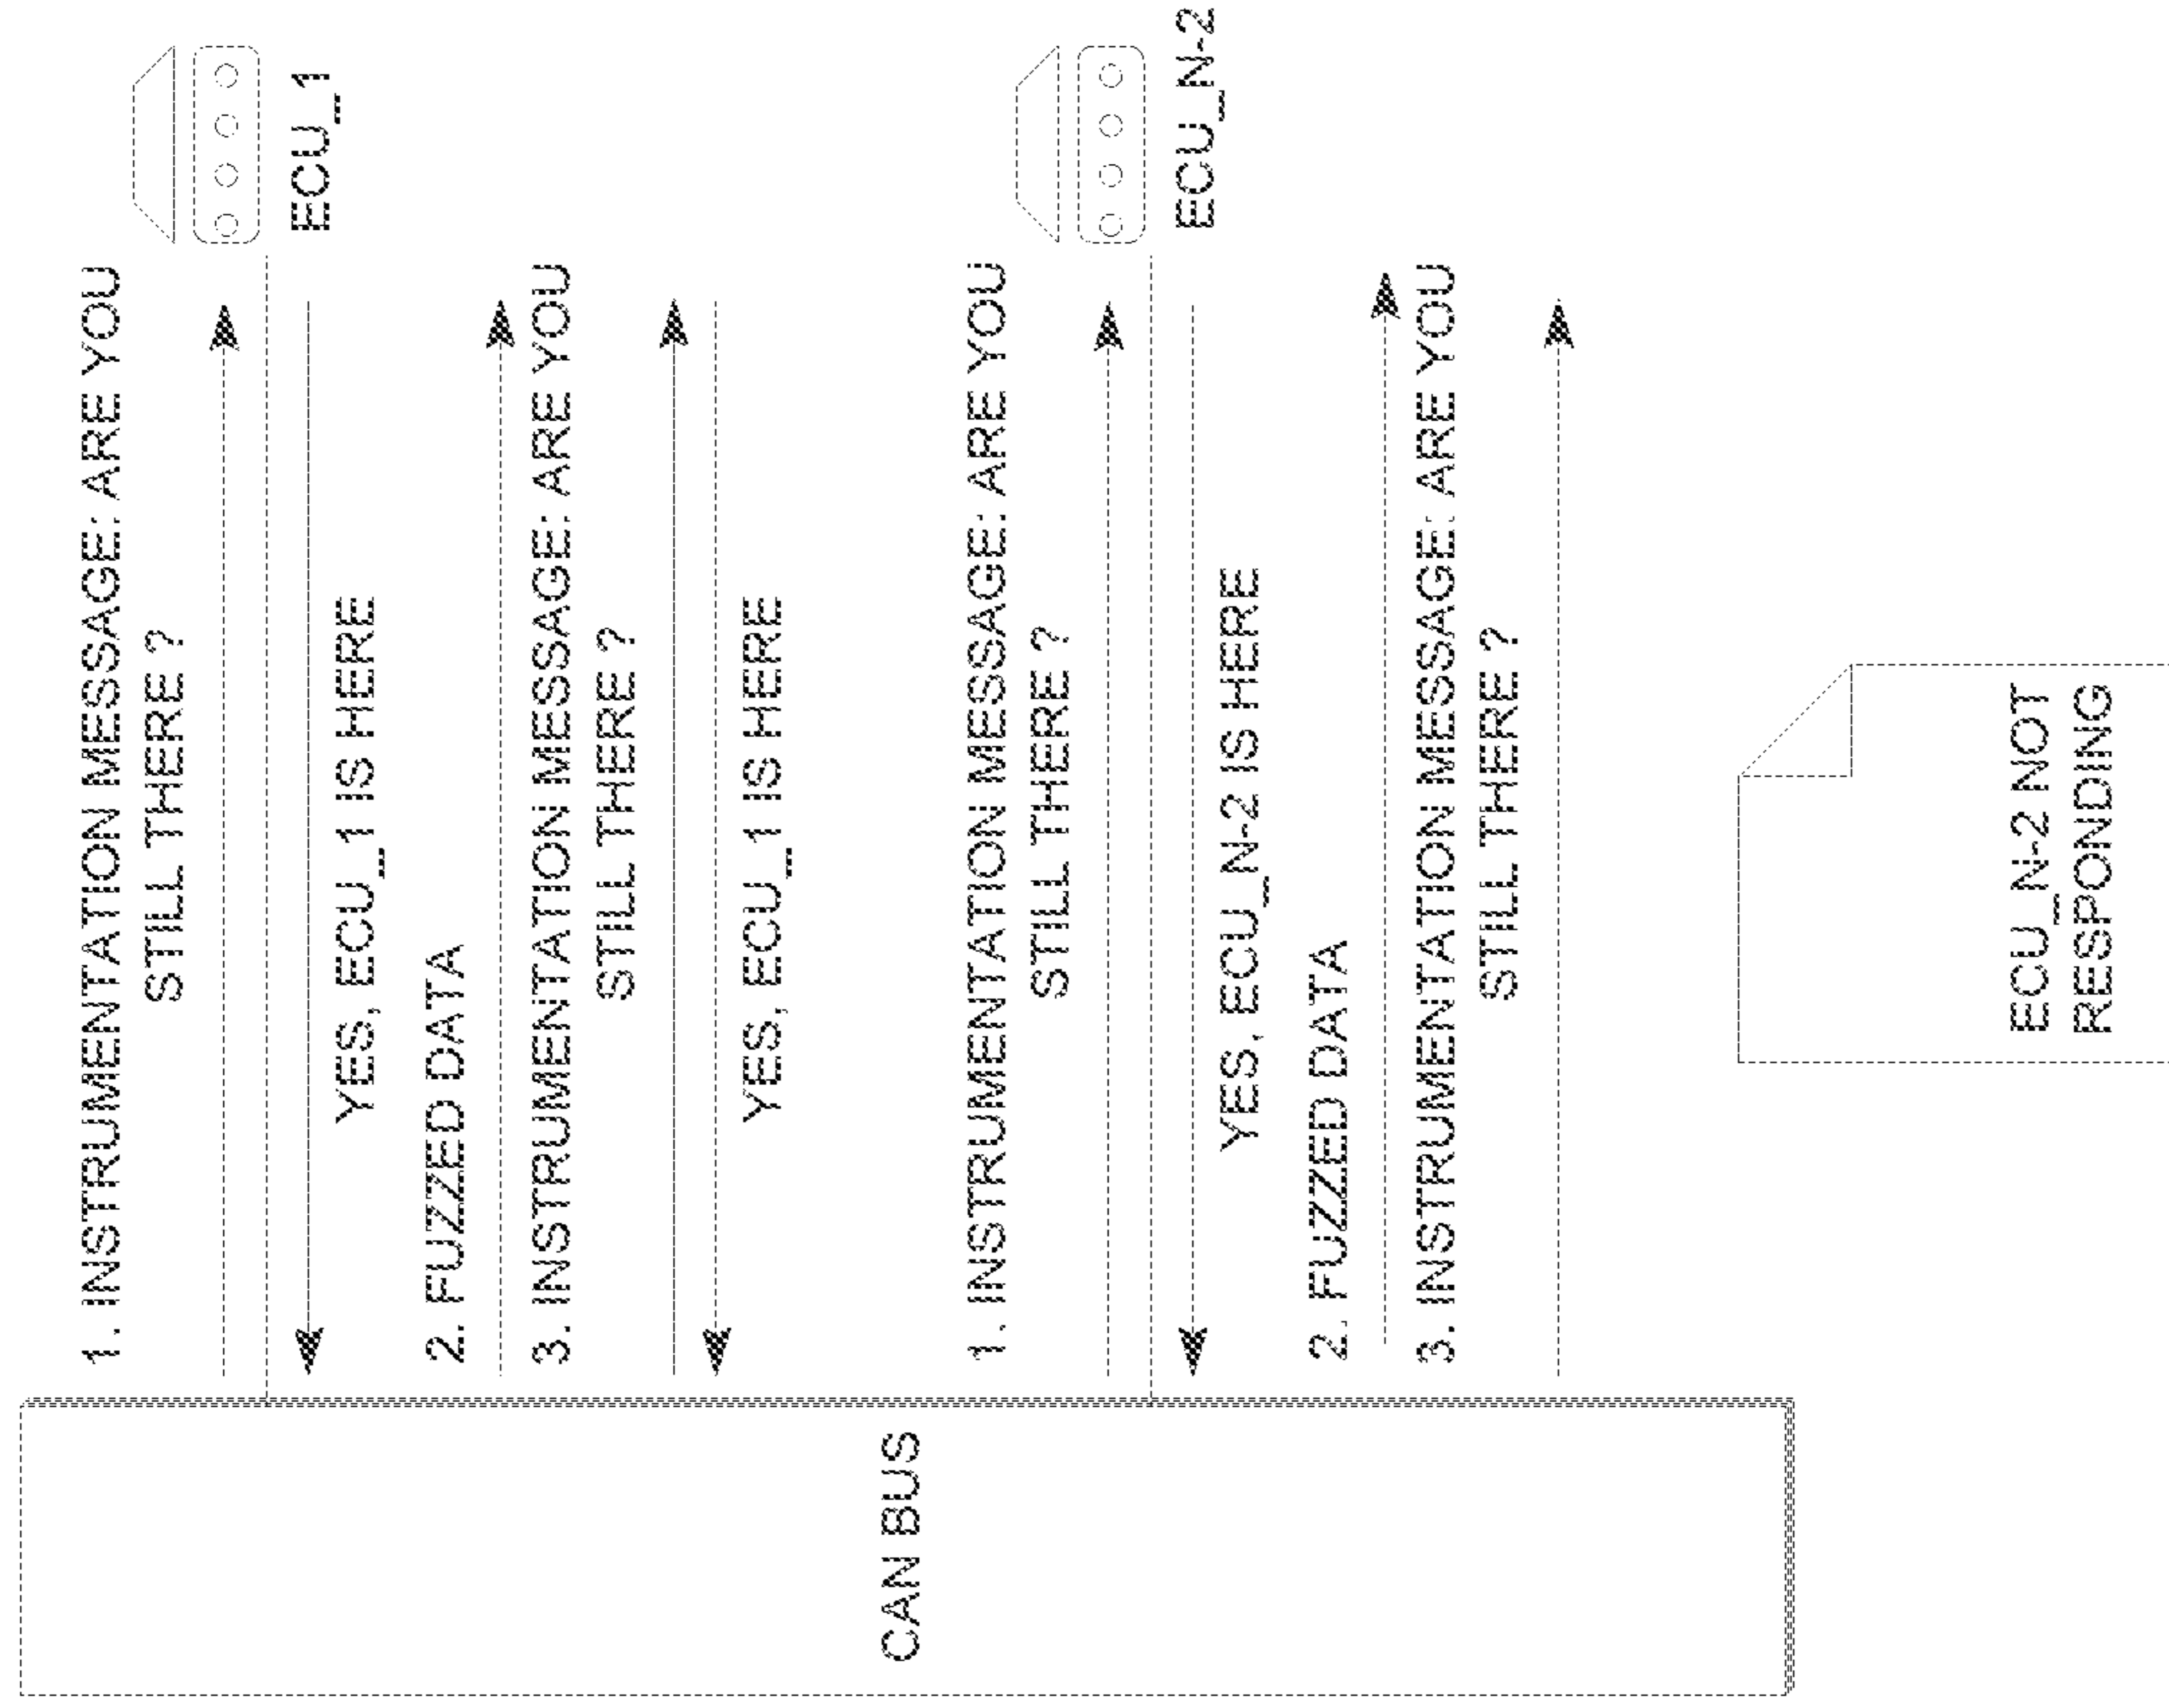 1. INSTRUMENTATION MESSAGE: ARE YOU
STILL THERE ?
ECU_1
YES, ECU_1 IS HERE
2. FUZZED DATA
3. INSTRUMENTATION MESSAGE: ARE YOU
STILL THERE ?
YES, ECU_1 IS HERE
CAN BUS
1. INSTRUMENTATION MESSAGE: ARE YOU
STILL THERE ?
ECU_N-2
YES, ECU_N-2 IS HERE
2. FUZZED DATA
3. INSTRUMENTATION MESSAGE: ARE YOU
STILL THERE ?
ECU_N-2 NOT
RESPONDING